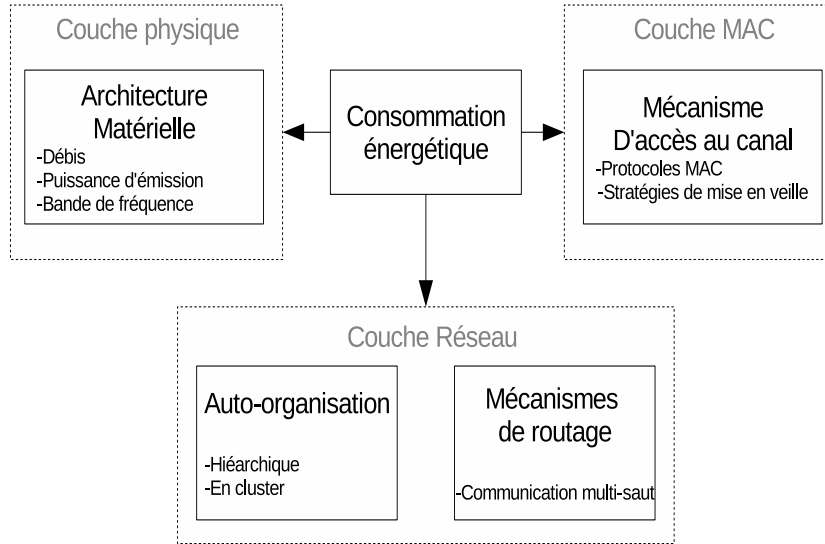 Couche physique
Architecture
Matérielle
-Débis
-Puissance d'émission
-Bande de fréquence
Consommation
énergétique
Couche MAC
Mécanisme
D'accès au canal
-Protocoles MAC
-Stratégies de mise en veille
Couche Réseau
Auto-organisation
-Hiéarchique
-En cluster
Mécanismes
de routage
-Communication multi-saut